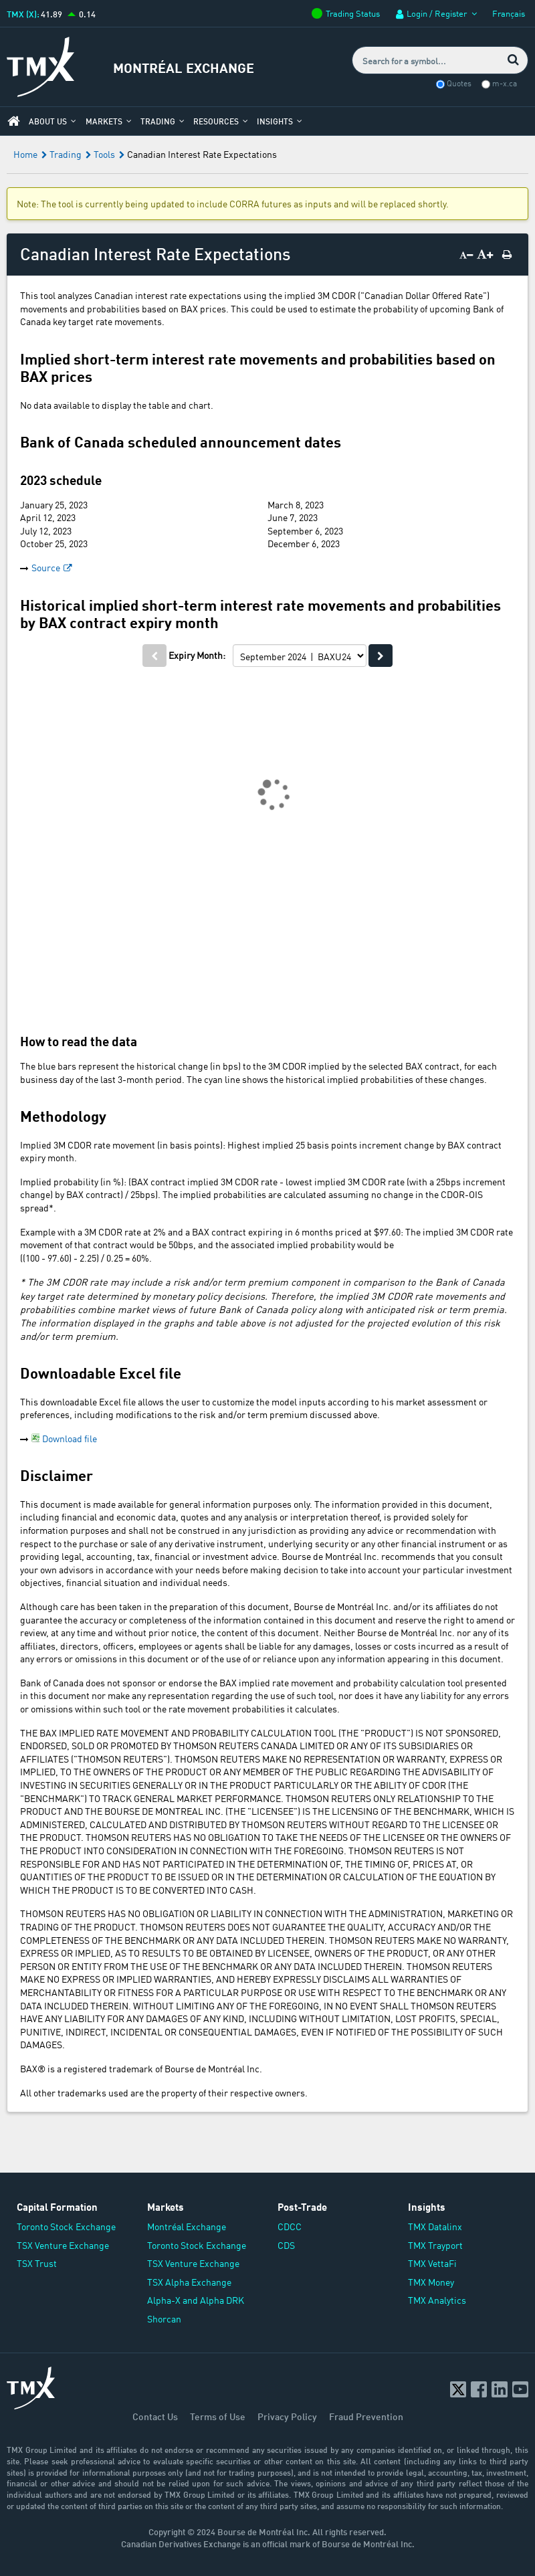 TMX (X): 41.89 0.14
Trading Status Login / Register Français
TMX
MONTRÉAL EXCHANGE
Search for a symbol...
Quotes m-x.ca
ABOUT US MARKETS TRADING RESOURCES INSIGHTS
Home Trading Tools Canadian Interest Rate Expectations
Note: The tool is currently being updated to include CORRA futures as inputs and will be replaced shortly.
Canadian Interest Rate Expectations
A− A+
This tool analyzes Canadian interest rate expectations using the implied 3M CDOR ("Canadian Dollar Offered Rate")
movements and probabilities based on BAX prices. This could be used to estimate the probability of upcoming Bank of
Canada key target rate movements.
Implied short-term interest rate movements and probabilities based on
BAX prices
No data available to display the table and chart.
Bank of Canada scheduled announcement dates
2023 schedule
January 25, 2023 March 8, 2023
April 12, 2023 June 7, 2023
July 12, 2023 September 6, 2023
October 25, 2023 December 6, 2023
Source
Historical implied short-term interest rate movements and probabilities
by BAX contract expiry month
Expiry Month: September 2024 | BAXU24
How to read the data
The blue bars represent the historical change (in bps) to the 3M CDOR implied by the selected BAX contract, for each
business day of the last 3-month period. The cyan line shows the historical implied probabilities of these changes.
Methodology
Implied 3M CDOR rate movement (in basis points): Highest implied 25 basis points increment change by BAX contract
expiry month.
Implied probability (in %): (BAX contract implied 3M CDOR rate - lowest implied 3M CDOR rate (with a 25bps increment
change) by BAX contract) / 25bps). The implied probabilities are calculated assuming no change in the CDOR-OIS
spread*.
Example with a 3M CDOR rate at 2% and a BAX contract expiring in 6 months priced at $97.60: The implied 3M CDOR rate
movement of that contract would be 50bps, and the associated implied probability would be
((100 - 97.60) - 2.25) / 0.25 = 60%.
* The 3M CDOR rate may include a risk and/or term premium component in comparison to the Bank of Canada
key target rate determined by monetary policy decisions. Therefore, the implied 3M CDOR rate movements and
probabilities combine market views of future Bank of Canada policy along with anticipated risk or term premia.
The information displayed in the graphs and table above is not adjusted for the projected evolution of this risk
and/or term premium.
Downloadable Excel file
This downloadable Excel file allows the user to customize the model inputs according to his market assessment or
preferences, including modifications to the risk and/or term premium discussed above.
Download file
Disclaimer
This document is made available for general information purposes only. The information provided in this document,
including financial and economic data, quotes and any analysis or interpretation thereof, is provided solely for
information purposes and shall not be construed in any jurisdiction as providing any advice or recommendation with
respect to the purchase or sale of any derivative instrument, underlying security or any other financial instrument or as
providing legal, accounting, tax, financial or investment advice. Bourse de Montréal Inc. recommends that you consult
your own advisors in accordance with your needs before making decision to take into account your particular investment
objectives, financial situation and individual needs.
Although care has been taken in the preparation of this document, Bourse de Montréal Inc. and/or its affiliates do not
guarantee the accuracy or completeness of the information contained in this document and reserve the right to amend or
review, at any time and without prior notice, the content of this document. Neither Bourse de Montréal Inc. nor any of its
affiliates, directors, officers, employees or agents shall be liable for any damages, losses or costs incurred as a result of
any errors or omissions in this document or of the use of or reliance upon any information appearing in this document.
Bank of Canada does not sponsor or endorse the BAX implied rate movement and probability calculation tool presented
in this document nor make any representation regarding the use of such tool, nor does it have any liability for any errors
or omissions within such tool or the rate movement probabilities it calculates.
THE BAX IMPLIED RATE MOVEMENT AND PROBABILITY CALCULATION TOOL (THE "PRODUCT") IS NOT SPONSORED,
ENDORSED, SOLD OR PROMOTED BY THOMSON REUTERS CANADA LIMITED OR ANY OF ITS SUBSIDIARIES OR
AFFILIATES ("THOMSON REUTERS"). THOMSON REUTERS MAKE NO REPRESENTATION OR WARRANTY, EXPRESS OR
IMPLIED, TO THE OWNERS OF THE PRODUCT OR ANY MEMBER OF THE PUBLIC REGARDING THE ADVISABILITY OF
INVESTING IN SECURITIES GENERALLY OR IN THE PRODUCT PARTICULARLY OR THE ABILITY OF CDOR (THE
"BENCHMARK") TO TRACK GENERAL MARKET PERFORMANCE. THOMSON REUTERS ONLY RELATIONSHIP TO THE
PRODUCT AND THE BOURSE DE MONTREAL INC. (THE "LICENSEE") IS THE LICENSING OF THE BENCHMARK, WHICH IS
ADMINISTERED, CALCULATED AND DISTRIBUTED BY THOMSON REUTERS WITHOUT REGARD TO THE LICENSEE OR
THE PRODUCT. THOMSON REUTERS HAS NO OBLIGATION TO TAKE THE NEEDS OF THE LICENSEE OR THE OWNERS OF
THE PRODUCT INTO CONSIDERATION IN CONNECTION WITH THE FOREGOING. THOMSON REUTERS IS NOT
RESPONSIBLE FOR AND HAS NOT PARTICIPATED IN THE DETERMINATION OF, THE TIMING OF, PRICES AT, OR
QUANTITIES OF THE PRODUCT TO BE ISSUED OR IN THE DETERMINATION OR CALCULATION OF THE EQUATION BY
WHICH THE PRODUCT IS TO BE CONVERTED INTO CASH.
THOMSON REUTERS HAS NO OBLIGATION OR LIABILITY IN CONNECTION WITH THE ADMINISTRATION, MARKETING OR
TRADING OF THE PRODUCT. THOMSON REUTERS DOES NOT GUARANTEE THE QUALITY, ACCURACY AND/OR THE
COMPLETENESS OF THE BENCHMARK OR ANY DATA INCLUDED THEREIN. THOMSON REUTERS MAKE NO WARRANTY,
EXPRESS OR IMPLIED, AS TO RESULTS TO BE OBTAINED BY LICENSEE, OWNERS OF THE PRODUCT, OR ANY OTHER
PERSON OR ENTITY FROM THE USE OF THE BENCHMARK OR ANY DATA INCLUDED THEREIN. THOMSON REUTERS
MAKE NO EXPRESS OR IMPLIED WARRANTIES, AND HEREBY EXPRESSLY DISCLAIMS ALL WARRANTIES OF
MERCHANTABILITY OR FITNESS FOR A PARTICULAR PURPOSE OR USE WITH RESPECT TO THE BENCHMARK OR ANY
DATA INCLUDED THEREIN. WITHOUT LIMITING ANY OF THE FOREGOING, IN NO EVENT SHALL THOMSON REUTERS
HAVE ANY LIABILITY FOR ANY DAMAGES OF ANY KIND, INCLUDING WITHOUT LIMITATION, LOST PROFITS, SPECIAL,
PUNITIVE, INDIRECT, INCIDENTAL OR CONSEQUENTIAL DAMAGES, EVEN IF NOTIFIED OF THE POSSIBILITY OF SUCH
DAMAGES.
BAX® is a registered trademark of Bourse de Montréal Inc.
All other trademarks used are the property of their respective owners.
Capital Formation Markets Post-Trade Insights
Toronto Stock Exchange Montréal Exchange CDCC TMX Datalinx
TSX Venture Exchange Toronto Stock Exchange CDS TMX Trayport
TSX Trust TSX Venture Exchange TMX VettaFi
TSX Alpha Exchange TMX Money
Alpha-X and Alpha DRK TMX Analytics
Shorcan
TMX
Contact Us Terms of Use Privacy Policy Fraud Prevention
TMX Group Limited and its affiliates do not endorse or recommend any securities issued by any companies identified on, or linked through, this
site. Please seek professional advice to evaluate specific securities or other content on this site. All content (including any links to third party
sites) is provided for informational purposes only (and not for trading purposes), and is not intended to provide legal, accounting, tax, investment,
financial or other advice and should not be relied upon for such advice. The views, opinions and advice of any third party reflect those of the
individual authors and are not endorsed by TMX Group Limited or its affiliates. TMX Group Limited and its affiliates have not prepared, reviewed
or updated the content of third parties on this site or the content of any third party sites, and assume no responsibility for such information.
Copyright © 2024 Bourse de Montréal Inc. All rights reserved.
Canadian Derivatives Exchange is an official mark of Bourse de Montréal Inc.